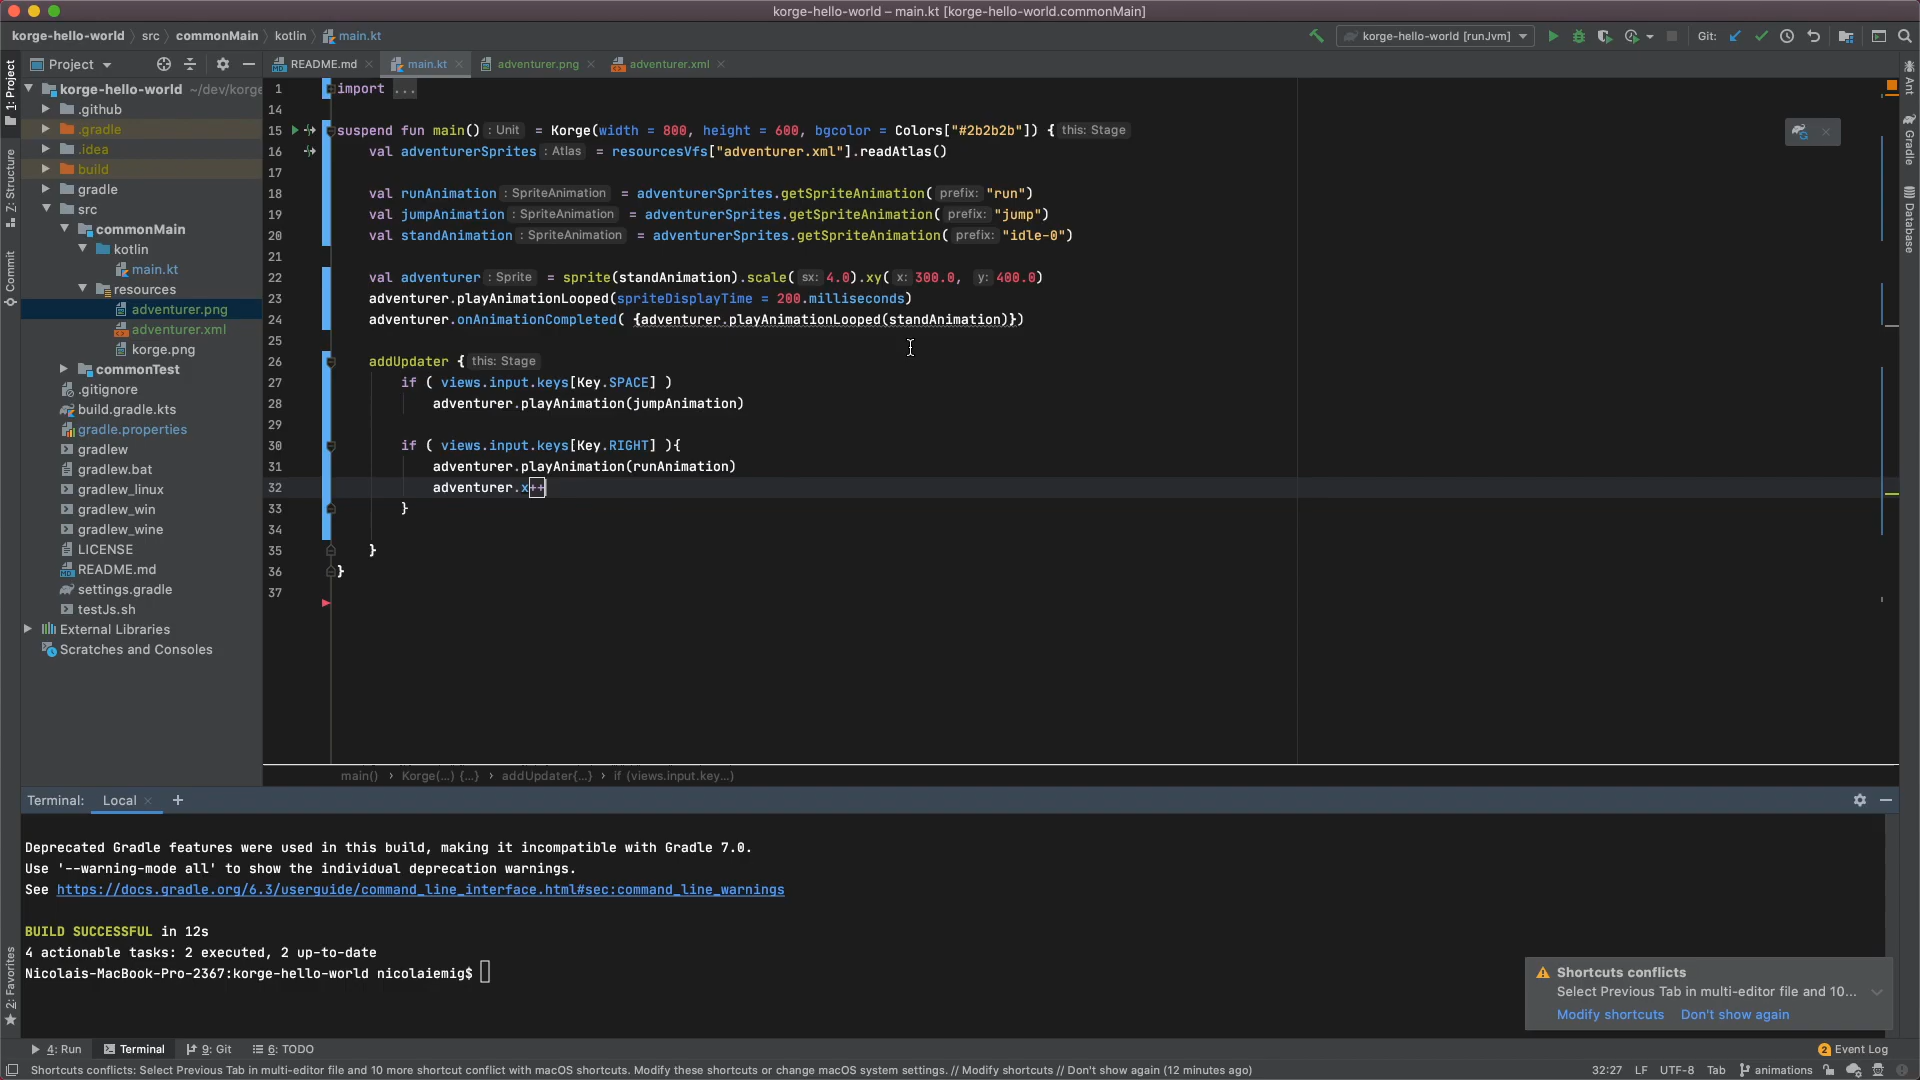 korge-hello-world – main.kt [korge-hello-world.commonMain]
korge-hello-world src commonMain kotlin main.kt
korge-hello-world [runJvm] Git:
Project
README.md main.kt adventurer.png adventurer.xml
1: Project
Z: Structure
Commit
2: Favorites
Ant
Gradle
Database
korge-hello-world ~/dev/korge
.github
.gradle
.idea
build
gradle
src
commonMain
kotlin
main.kt
resources
adventurer.png
adventurer.xml
korge.png
commonTest
.gitignore
build.gradle.kts
gradle.properties
gradlew
gradlew.bat
gradlew_linux
gradlew_win
gradlew_wine
LICENSE
README.md
settings.gradle
testJs.sh
External Libraries
Scratches and Consoles
1 import ...
14
15 suspend fun main() : Unit = Korge(width = 800, height = 600, bgcolor = Colors["#2b2b2b"]) { this: Stage
16 val adventurerSprites : Atlas = resourcesVfs["adventurer.xml"].readAtlas()
17
18 val runAnimation : SpriteAnimation = adventurerSprites.getSpriteAnimation( prefix: "run")
19 val jumpAnimation : SpriteAnimation = adventurerSprites.getSpriteAnimation( prefix: "jump")
20 val standAnimation : SpriteAnimation = adventurerSprites.getSpriteAnimation( prefix: "idle-0")
21
22 val adventurer : Sprite = sprite(standAnimation).scale( sx: 4.0).xy( x: 300.0, y: 400.0)
23 adventurer.playAnimationLooped(spriteDisplayTime = 200.milliseconds)
24 adventurer.onAnimationCompleted( {adventurer.playAnimationLooped(standAnimation)})
25
26 addUpdater { this: Stage
27 if ( views.input.keys[Key.SPACE] )
28 adventurer.playAnimation(jumpAnimation)
29
30 if ( views.input.keys[Key.RIGHT] ){
31 adventurer.playAnimation(runAnimation)
32 adventurer.x++
33 }
34
35 }
36 }
37
main() › Korge(...) {...} › addUpdater{...} › if (views.input.key...)
Terminal: Local +
Deprecated Gradle features were used in this build, making it incompatible with Gradle 7.0.
Use '--warning-mode all' to show the individual deprecation warnings.
See https://docs.gradle.org/6.3/userguide/command_line_interface.html#sec:command_line_warnings
BUILD SUCCESSFUL in 12s
4 actionable tasks: 2 executed, 2 up-to-date
Nicolais-MacBook-Pro-2367:korge-hello-world nicolaiemig$
Shortcuts conflicts
Select Previous Tab in multi-editor file and 10...
Modify shortcuts Don't show again
4: Run Terminal 9: Git 6: TODO 2 Event Log
Shortcuts conflicts: Select Previous Tab in multi-editor file and 10 more shortcut conflict with macOS shortcuts. Modify these shortcuts or change macOS system settings. // Modify shortcuts // Don't show again (12 minutes ago) 32:27 LF UTF-8 Tab animations